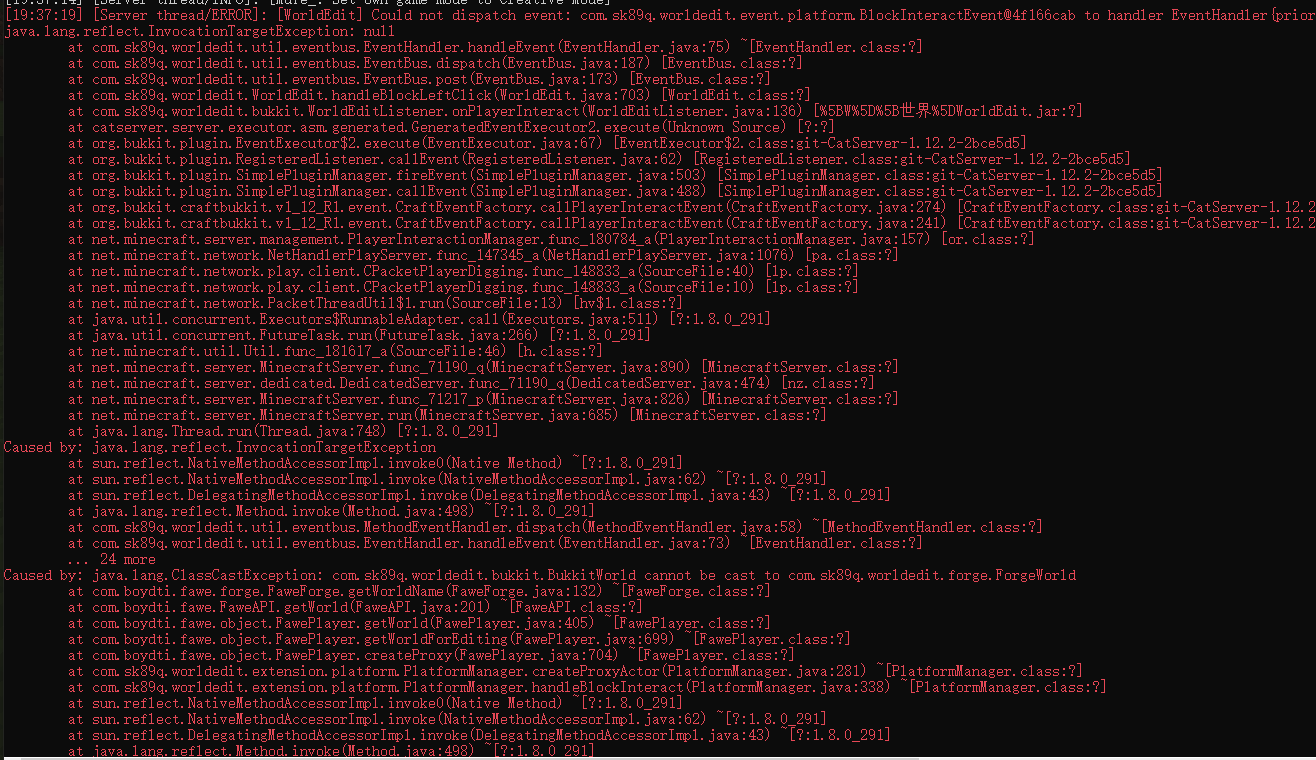 [19:37:14] [Server thread/INFO]: [Mure_: Set own game mode to Creative Mode]
[19:37:19] [Server thread/ERROR]: [WorldEdit] Could not dispatch event: com.sk89q.worldedit.event.platform.BlockInteractEvent@4f166cab to handler EventHandler{prior
java.lang.reflect.InvocationTargetException: null
at com.sk89q.worldedit.util.eventbus.EventHandler.handleEvent(EventHandler.java:75) ~[EventHandler.class:?]
at com.sk89q.worldedit.util.eventbus.EventBus.dispatch(EventBus.java:187) [EventBus.class:?]
at com.sk89q.worldedit.util.eventbus.EventBus.post(EventBus.java:173) [EventBus.class:?]
at com.sk89q.worldedit.WorldEdit.handleBlockLeftClick(WorldEdit.java:703) [WorldEdit.class:?]
at com.sk89q.worldedit.bukkit.WorldEditListener.onPlayerInteract(WorldEditListener.java:136) [%5BW%5D%5B世界%5DWorldEdit.jar:?]
at catserver.server.executor.asm.generated.GeneratedEventExecutor2.execute(Unknown Source) [?:?]
at org.bukkit.plugin.EventExecutor$2.execute(EventExecutor.java:67) [EventExecutor$2.class:git-CatServer-1.12.2-2bce5d5]
at org.bukkit.plugin.RegisteredListener.callEvent(RegisteredListener.java:62) [RegisteredListener.class:git-CatServer-1.12.2-2bce5d5]
at org.bukkit.plugin.SimplePluginManager.fireEvent(SimplePluginManager.java:503) [SimplePluginManager.class:git-CatServer-1.12.2-2bce5d5]
at org.bukkit.plugin.SimplePluginManager.callEvent(SimplePluginManager.java:488) [SimplePluginManager.class:git-CatServer-1.12.2-2bce5d5]
at org.bukkit.craftbukkit.v1_12_R1.event.CraftEventFactory.callPlayerInteractEvent(CraftEventFactory.java:274) [CraftEventFactory.class:git-CatServer-1.12.2
at org.bukkit.craftbukkit.v1_12_R1.event.CraftEventFactory.callPlayerInteractEvent(CraftEventFactory.java:241) [CraftEventFactory.class:git-CatServer-1.12.2
at net.minecraft.server.management.PlayerInteractionManager.func_180784_a(PlayerInteractionManager.java:157) [or.class:?]
at net.minecraft.network.NetHandlerPlayServer.func_147345_a(NetHandlerPlayServer.java:1076) [pa.class:?]
at net.minecraft.network.play.client.CPacketPlayerDigging.func_148833_a(SourceFile:40) [lp.class:?]
at net.minecraft.network.play.client.CPacketPlayerDigging.func_148833_a(SourceFile:10) [lp.class:?]
at net.minecraft.network.PacketThreadUtil$1.run(SourceFile:13) [hv$1.class:?]
at java.util.concurrent.Executors$RunnableAdapter.call(Executors.java:511) [?:1.8.0_291]
at java.util.concurrent.FutureTask.run(FutureTask.java:266) [?:1.8.0_291]
at net.minecraft.util.Util.func_181617_a(SourceFile:46) [h.class:?]
at net.minecraft.server.MinecraftServer.func_71190_q(MinecraftServer.java:890) [MinecraftServer.class:?]
at net.minecraft.server.dedicated.DedicatedServer.func_71190_q(DedicatedServer.java:474) [nz.class:?]
at net.minecraft.server.MinecraftServer.func_71217_p(MinecraftServer.java:826) [MinecraftServer.class:?]
at net.minecraft.server.MinecraftServer.run(MinecraftServer.java:685) [MinecraftServer.class:?]
at java.lang.Thread.run(Thread.java:748) [?:1.8.0_291]
Caused by: java.lang.reflect.InvocationTargetException
at sun.reflect.NativeMethodAccessorImpl.invoke0(Native Method) ~[?:1.8.0_291]
at sun.reflect.NativeMethodAccessorImpl.invoke(NativeMethodAccessorImpl.java:62) ~[?:1.8.0_291]
at sun.reflect.DelegatingMethodAccessorImpl.invoke(DelegatingMethodAccessorImpl.java:43) ~[?:1.8.0_291]
at java.lang.reflect.Method.invoke(Method.java:498) ~[?:1.8.0_291]
at com.sk89q.worldedit.util.eventbus.MethodEventHandler.dispatch(MethodEventHandler.java:58) ~[MethodEventHandler.class:?]
at com.sk89q.worldedit.util.eventbus.EventHandler.handleEvent(EventHandler.java:73) ~[EventHandler.class:?]
... 24 more
Caused by: java.lang.ClassCastException: com.sk89q.worldedit.bukkit.BukkitWorld cannot be cast to com.sk89q.worldedit.forge.ForgeWorld
at com.boydti.fawe.forge.FaweForge.getWorldName(FaweForge.java:132) ~[FaweForge.class:?]
at com.boydti.fawe.FaweAPI.getWorld(FaweAPI.java:201) ~[FaweAPI.class:?]
at com.boydti.fawe.object.FawePlayer.getWorld(FawePlayer.java:405) ~[FawePlayer.class:?]
at com.boydti.fawe.object.FawePlayer.getWorldForEditing(FawePlayer.java:699) ~[FawePlayer.class:?]
at com.boydti.fawe.object.FawePlayer.createProxy(FawePlayer.java:704) ~[FawePlayer.class:?]
at com.sk89q.worldedit.extension.platform.PlatformManager.createProxyActor(PlatformManager.java:281) ~[PlatformManager.class:?]
at com.sk89q.worldedit.extension.platform.PlatformManager.handleBlockInteract(PlatformManager.java:338) ~[PlatformManager.class:?]
at sun.reflect.NativeMethodAccessorImpl.invoke0(Native Method) ~[?:1.8.0_291]
at sun.reflect.NativeMethodAccessorImpl.invoke(NativeMethodAccessorImpl.java:62) ~[?:1.8.0_291]
at sun.reflect.DelegatingMethodAccessorImpl.invoke(DelegatingMethodAccessorImpl.java:43) ~[?:1.8.0_291]
at java.lang.reflect.Method.invoke(Method.java:498) ~[?:1.8.0_291]